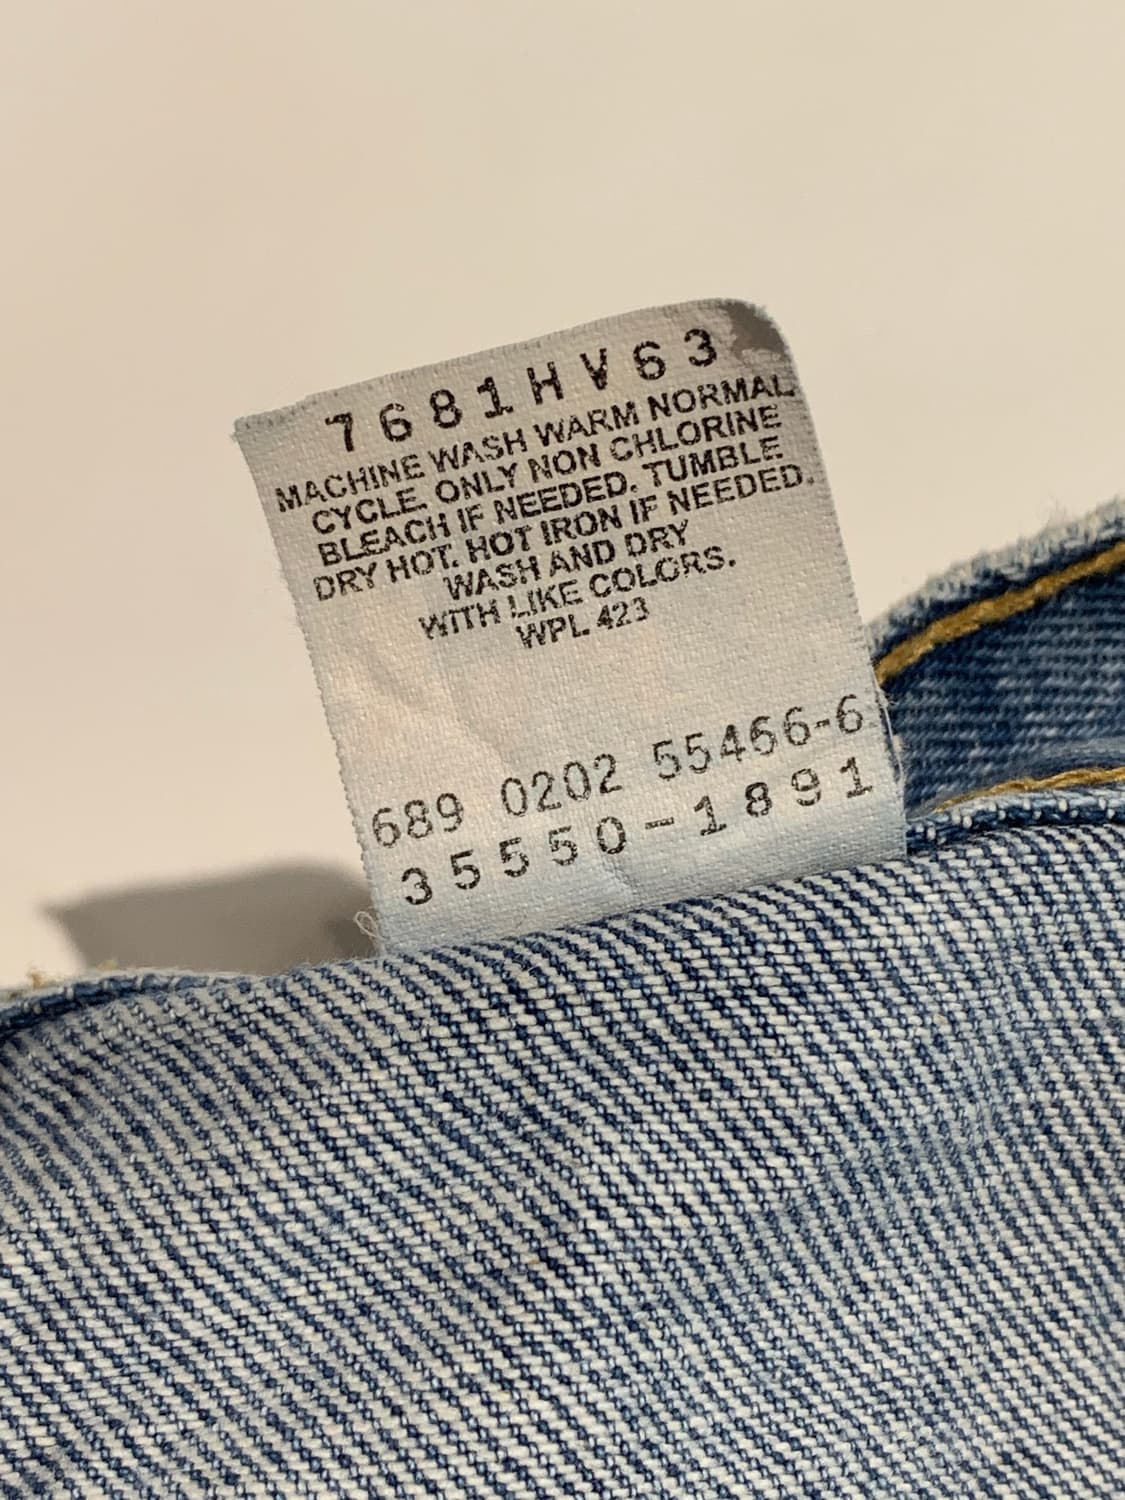 7681HV63
MACHINE WASH WARM NORMAL
CYCLE. ONLY NON CHLORINE
BLEACH IF NEEDED. TUMBLE
DRY HOT. HOT IRON IF NEEDED.
WASH AND DRY
WITH LIKE COLORS.
WPL 423
689 0202 55466-6
35550-1891